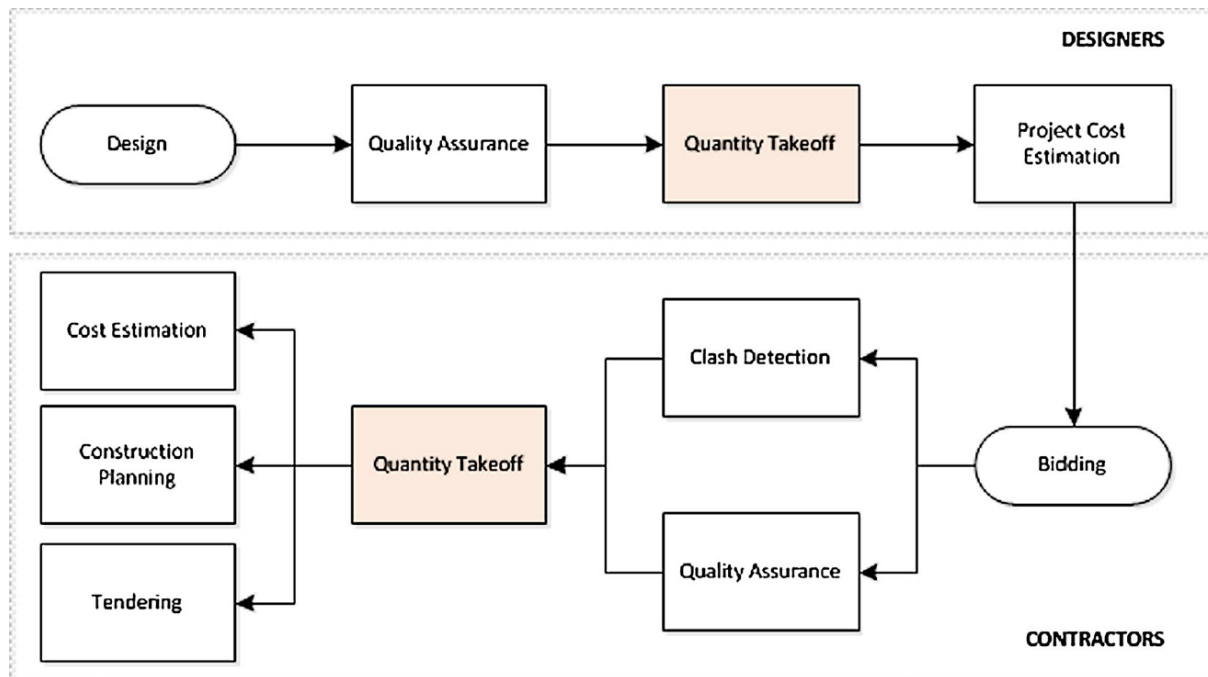 DESIGNERS
Design
Quality Assurance
Quantity Takeoff
Project Cost
Estimation
Cost Estimation
Clash Detection
Construction
Planning
Quantity Takeoff
Bidding
Tendering
Quality Assurance
CONTRACTORS